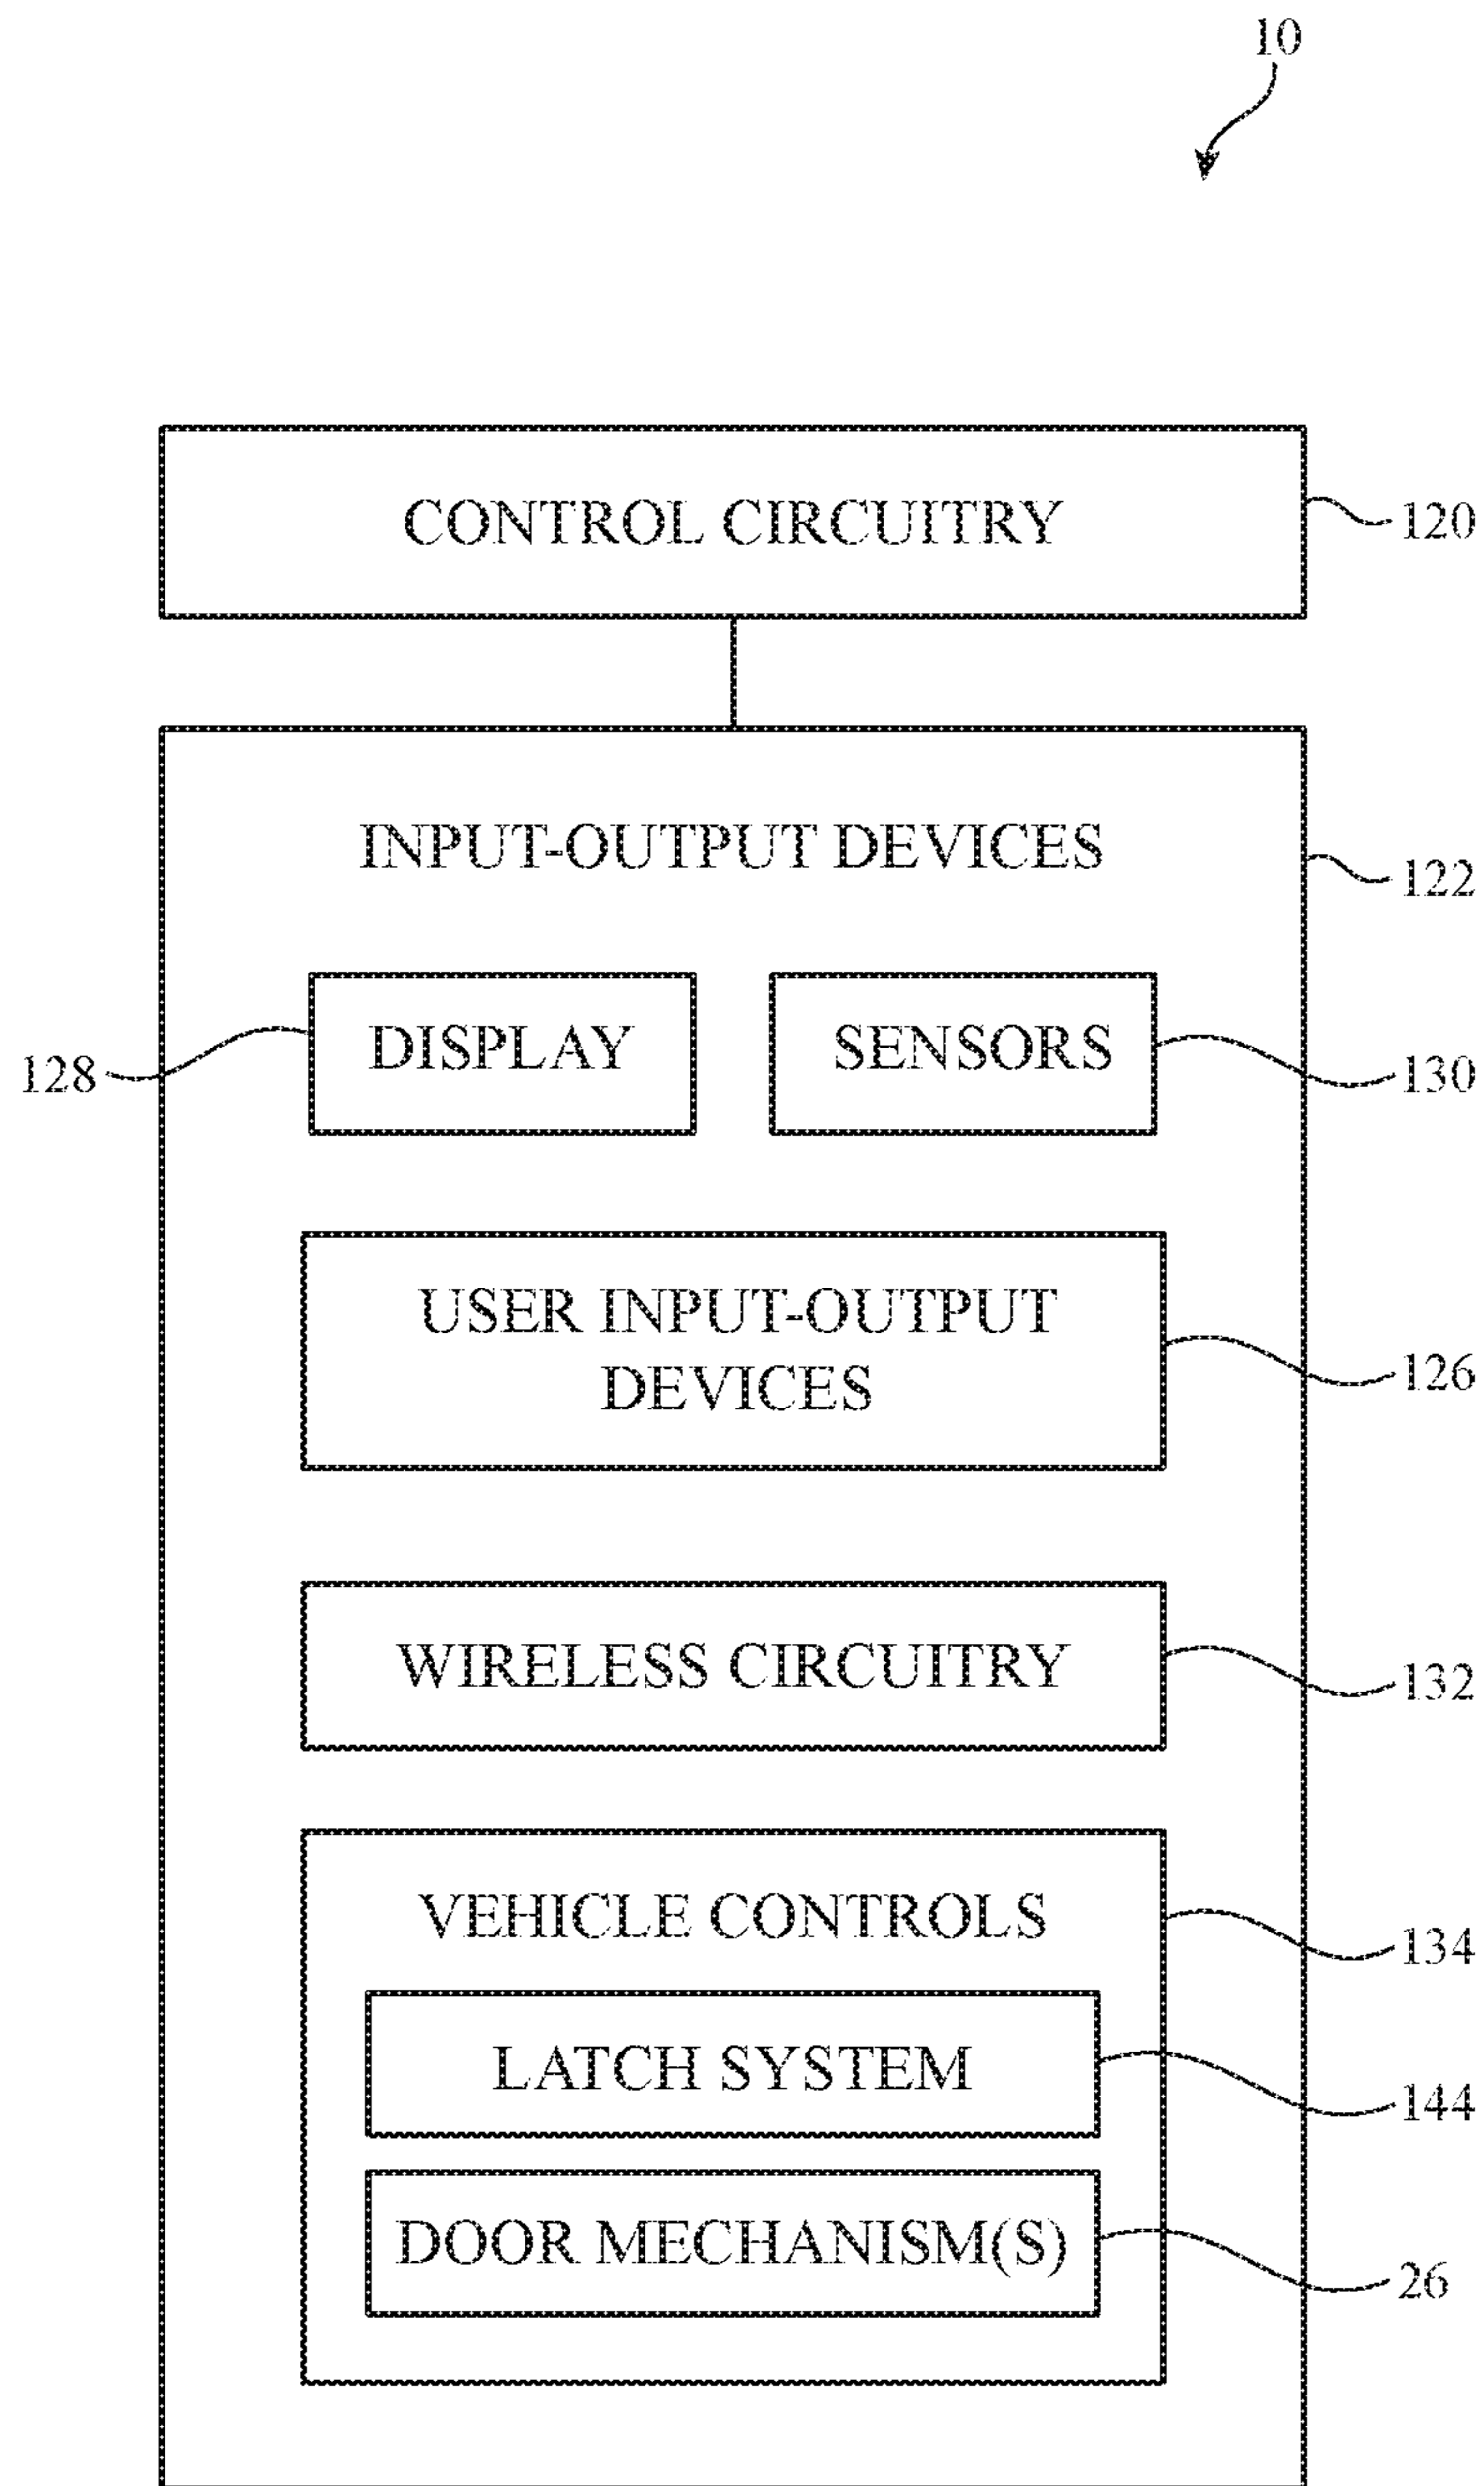 10
CONTROL CIRCUITRY
120
INPUT-OUTPUT DEVICES
122
DISPLAY
SENSORS
128
130
USER INPUT-OUTPUT
DEVICES
126
WIRELESS CIRCUITRY
132
VEHICLE CONTROLS
134
LATCH SYSTEM
144
DOOR MECHANISM(S)
26